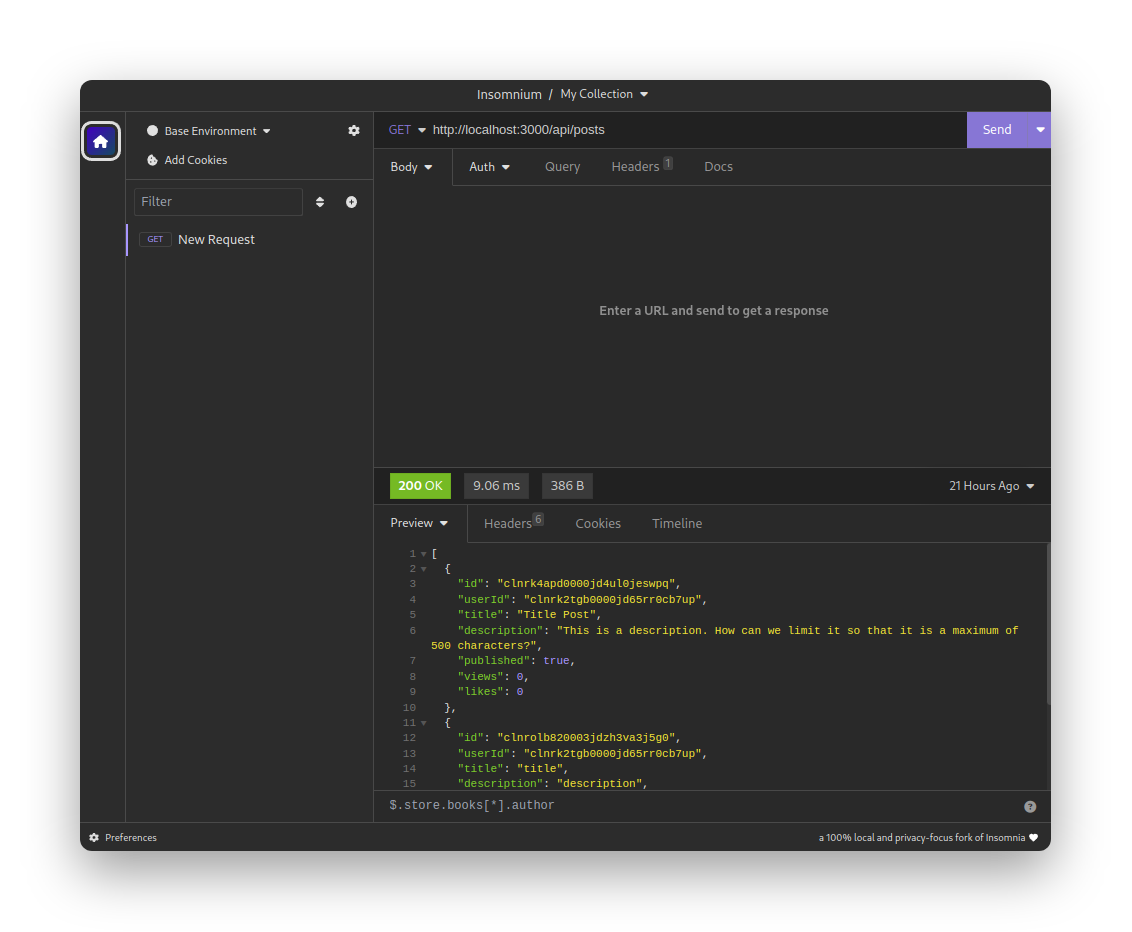 Insomnium / My Collection
Base Environment
Add Cookies
Filter
GET New Request
GET http://localhost:3000/api/posts Send
Body Auth Query Headers 1 Docs
Enter a URL and send to get a response
200 OK 9.06 ms 386 B 21 Hours Ago
Preview Headers 6 Cookies Timeline
1 [
2 {
3 "id": "clnrk4apd0000jd4ul0jeswpq",
4 "userId": "clnrk2tgb0000jd65rr0cb7up",
5 "title": "Title Post",
6 "description": "This is a description. How can we limit it so that it is a maximum of
500 characters?",
7 "published": true,
8 "views": 0,
9 "likes": 0
10 },
11 {
12 "id": "clnrolb820003jdzh3va3j5g0",
13 "userId": "clnrk2tgb0000jd65rr0cb7up",
14 "title": "title",
15 "description": "description",
$.store.books[*].author ?
Preferences a 100% local and privacy-focus fork of Insomnia